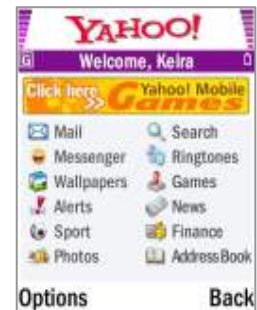 YAHOO!
Welcome, Keira
Click here >> Yahoo! Mobile Games
Mail Search
Messenger Ringtones
Wallpapers Games
Alerts News
Sport Finance
Photos Address Book
Options Back